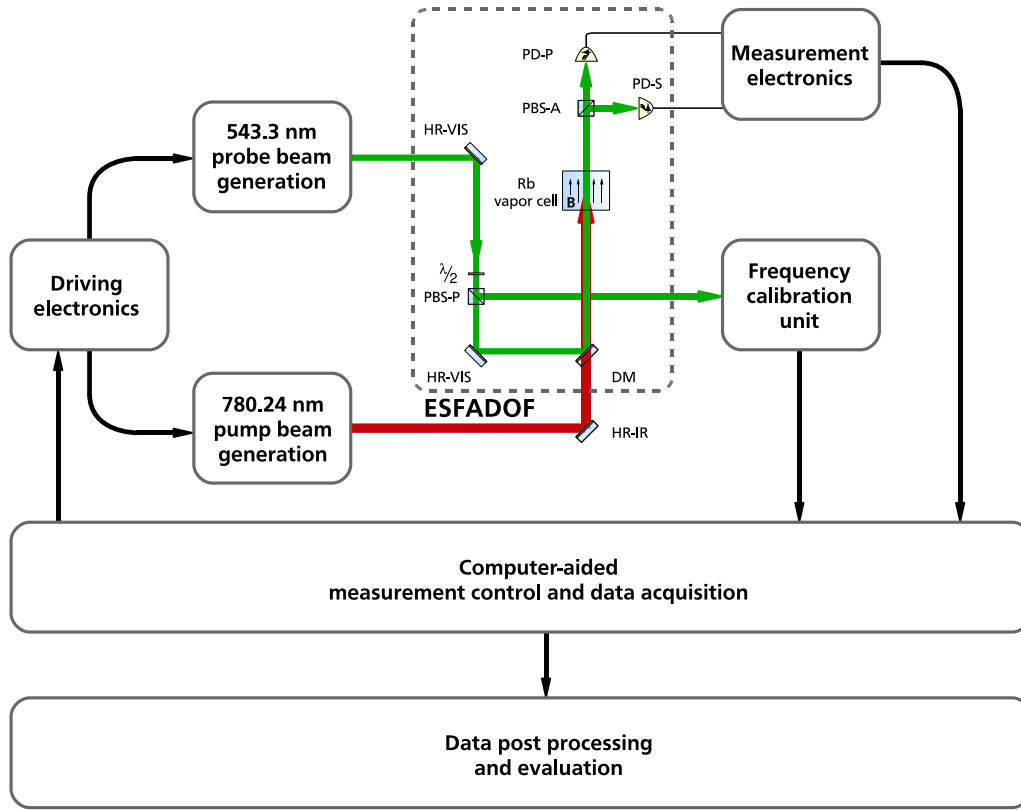 PD-P
Measurement
electronics
PD-S
PBS-A
543.3 nm
probe beam
generation
HR-VIS
Rb
vapor cell
B
Driving
electronics
λ/2
PBS-P
Frequency
calibration
unit
HR-VIS
DM
780.24 nm
pump beam
generation
ESFADOF
HR-IR
Computer-aided
measurement control and data acquisition
Data post processing
and evaluation